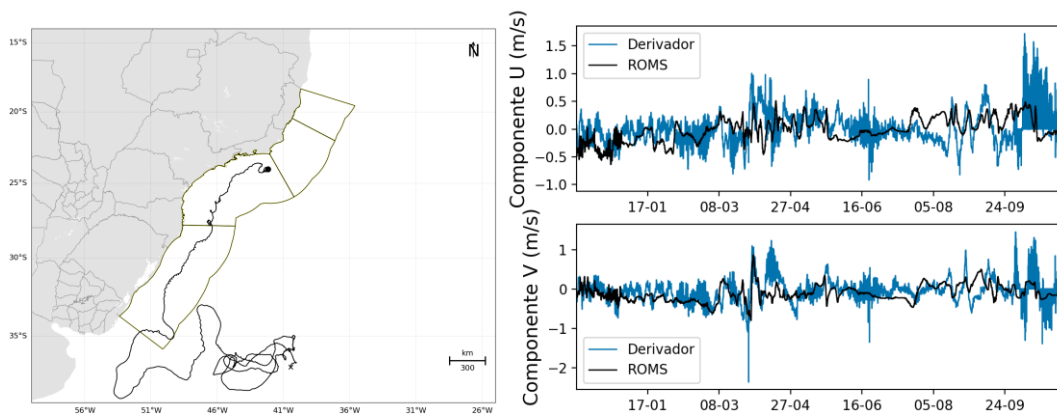 15°S
20°S
25°S
30°S
35°S
56°W
51°W
46°W
41°W
36°W
31°W
26°W
N
km
300
Componente U (m/s)
1.5
1.0
0.5
0.0
−0.5
−1.0
Derivador
ROMS
17-01
08-03
27-04
16-06
05-08
24-09
Componente V (m/s)
1
0
−1
−2
Derivador
ROMS
17-01
08-03
27-04
16-06
05-08
24-09